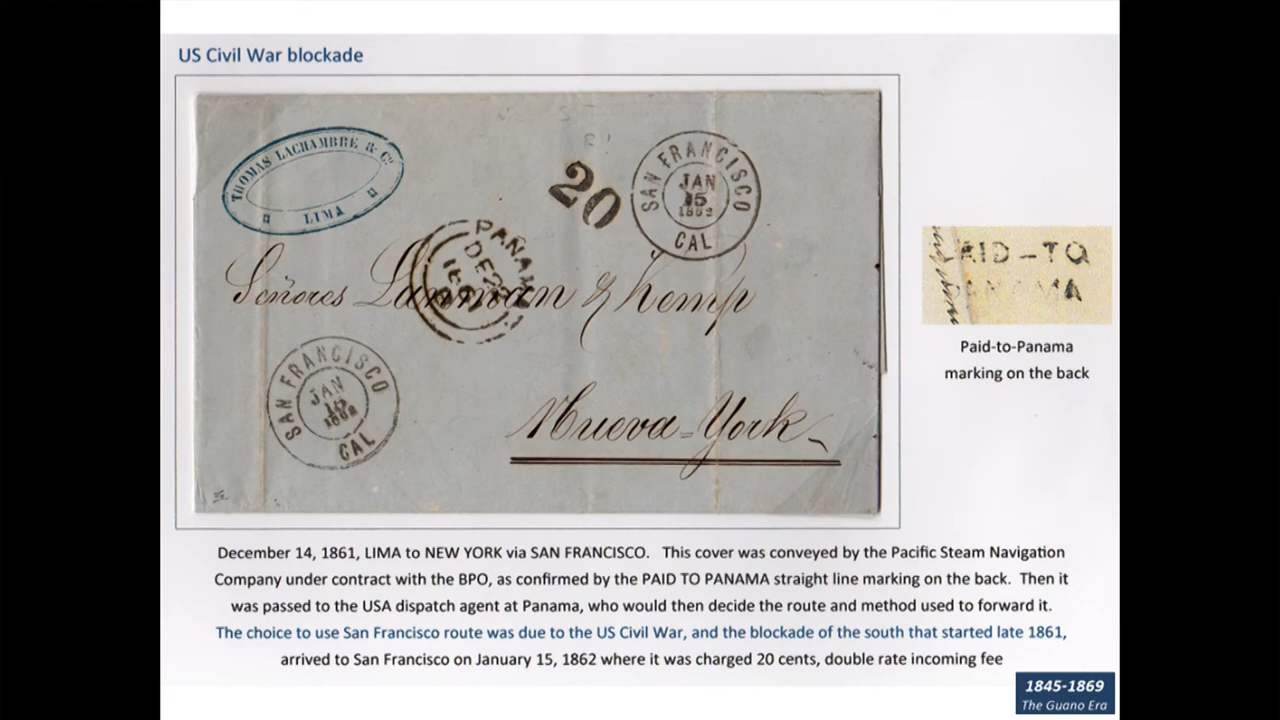 US Civil War blockade
THOMAS LACHAMBRE & Cº
LIMA
20
SAN FRANCISCO
JAN
15
1862
CAL
PANAMA
DE
Señores Lanman & Kemp
SAN FRANCISCO
JAN
1862
CAL
Nueva-York
PAID-TO
PANAMA
Paid-to-Panama
marking on the back
December 14, 1861, LIMA to NEW YORK via SAN FRANCISCO. This cover was conveyed by the Pacific Steam Navigation
Company under contract with the BPO, as confirmed by the PAID TO PANAMA straight line marking on the back. Then it
was passed to the USA dispatch agent at Panama, who would then decide the route and method used to forward it.
The choice to use San Francisco route was due to the US Civil War, and the blockade of the south that started late 1861,
arrived to San Francisco on January 15, 1862 where it was charged 20 cents, double rate incoming fee
1845-1869
The Guano Era